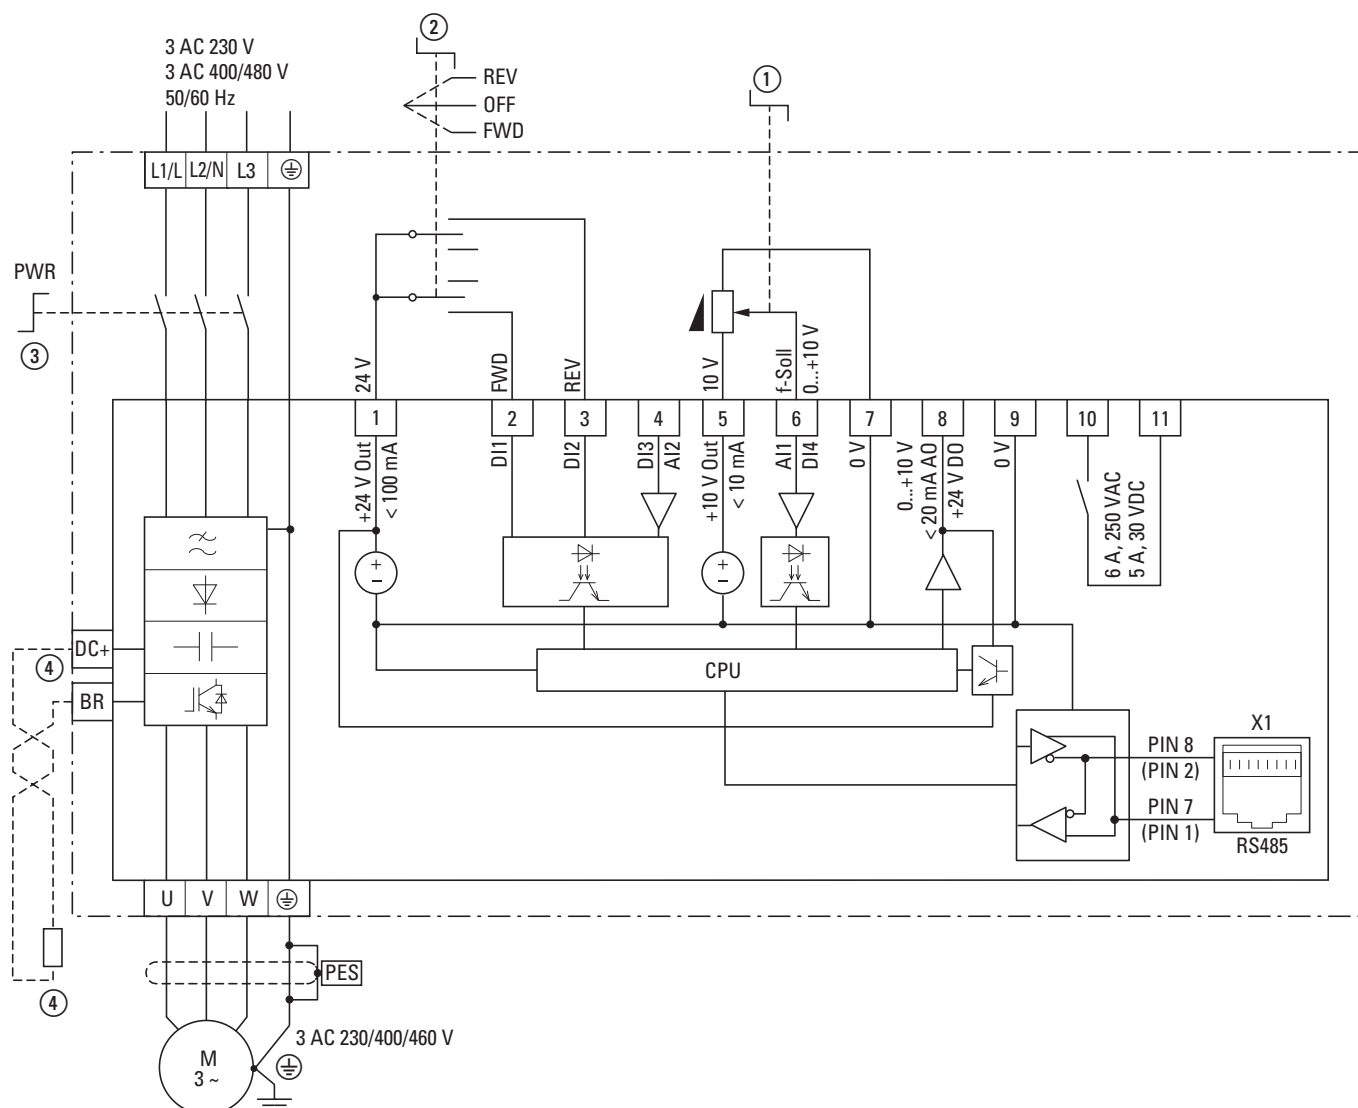 3 AC 230 V
3 AC 400/480 V
50/60 Hz
2
REV
OFF
FWD
1
L1/L L2/N L3
PWR
3
24 V
FWD
REV
10 V
f-Soll
0...+10 V
1 2 3 4 5 6 7 8 9 10 11
+24 V Out
< 100 mA
DI1
DI2
DI3
AI2
+10 V Out
< 10 mA
AI1
DI4
0 V
0...+10 V
< 20 mA AO
+24 V DO
0 V
6 A, 250 VAC
5 A, 30 VDC
+
-
+
-
DC+
4
BR
CPU
X1
PIN 8
(PIN 2)
PIN 7
(PIN 1)
RS485
U V W
PES
4
3 AC 230/400/460 V
M
3 ~